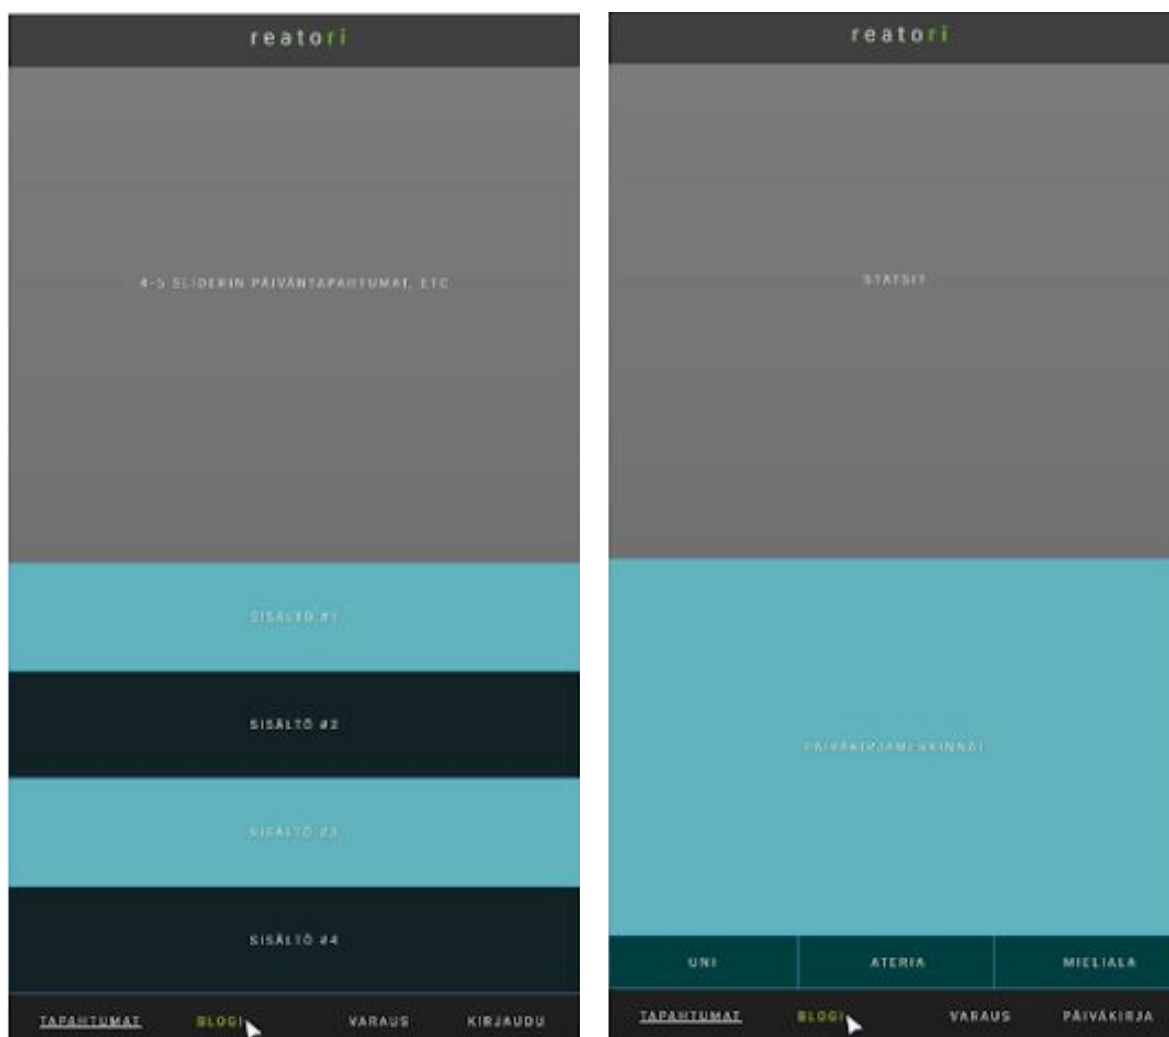 reatori
4-5 SLIDERIN PÄIVÄNTAPAHTUMAT, ETC
SISÄLTÖ #1
SISÄLTÖ #2
SISÄLTÖ #3
SISÄLTÖ #4
TAPAHTUMAT BLOGI VARAUS KIRJAUDU
reatori
STATSIT
PÄIVÄKIRJAMERKINNÄT
UNI ATERIA MIELIALA
TAPAHTUMAT BLOGI VARAUS PÄIVÄKIRJA